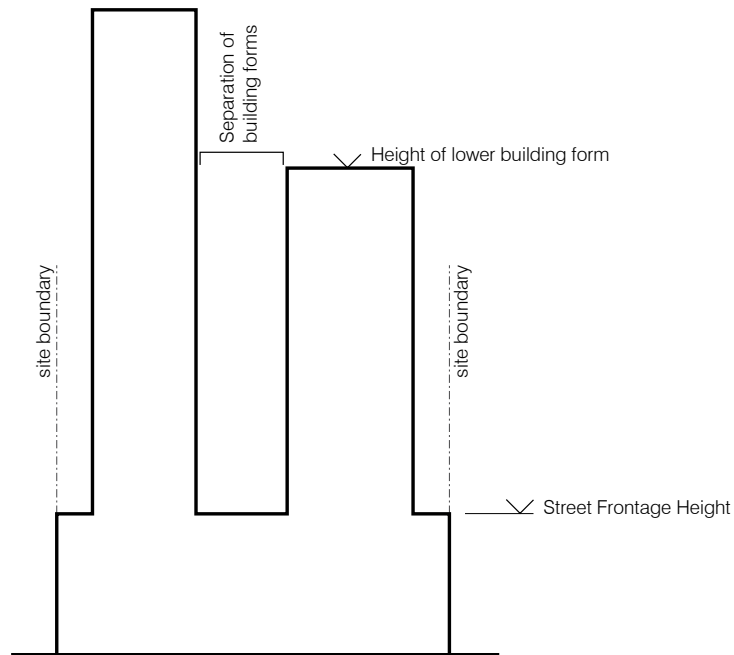 Separation of
building forms
Height of lower building form
site boundary
site boundary
Street Frontage Height